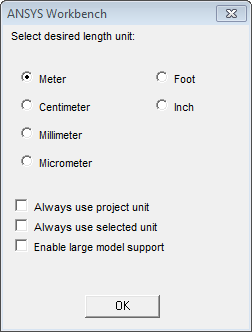 ANSYS Workbench
Select desired length unit:
Meter Foot
Centimeter Inch
Millimeter
Micrometer
Always use project unit
Always use selected unit
Enable large model support
OK